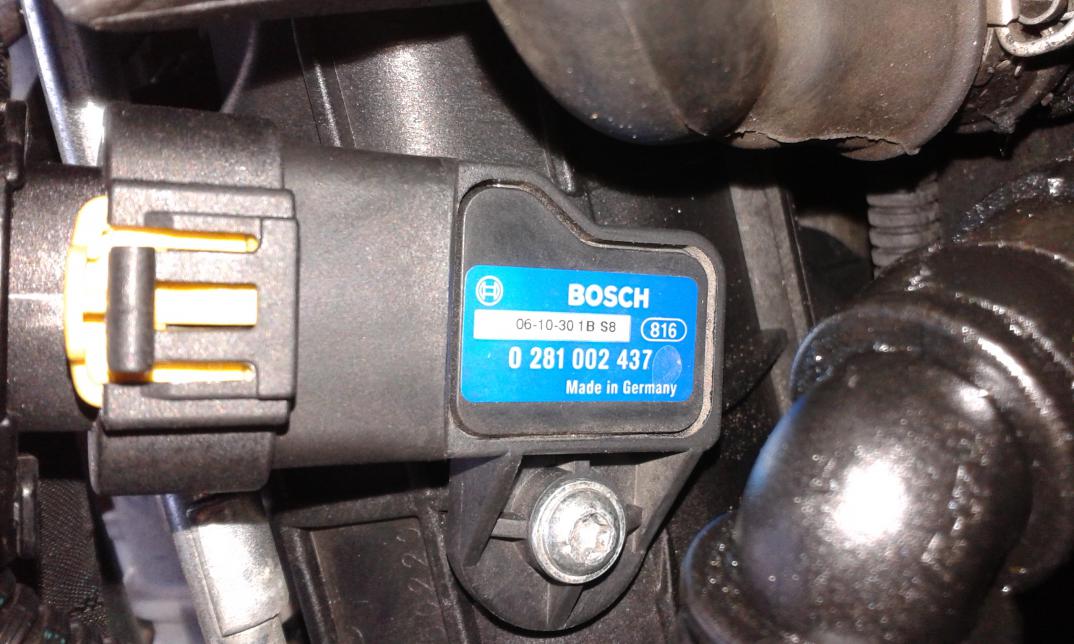 BOSCH
06-10-30 1B S8
816
0 281 002 437
Made in Germany